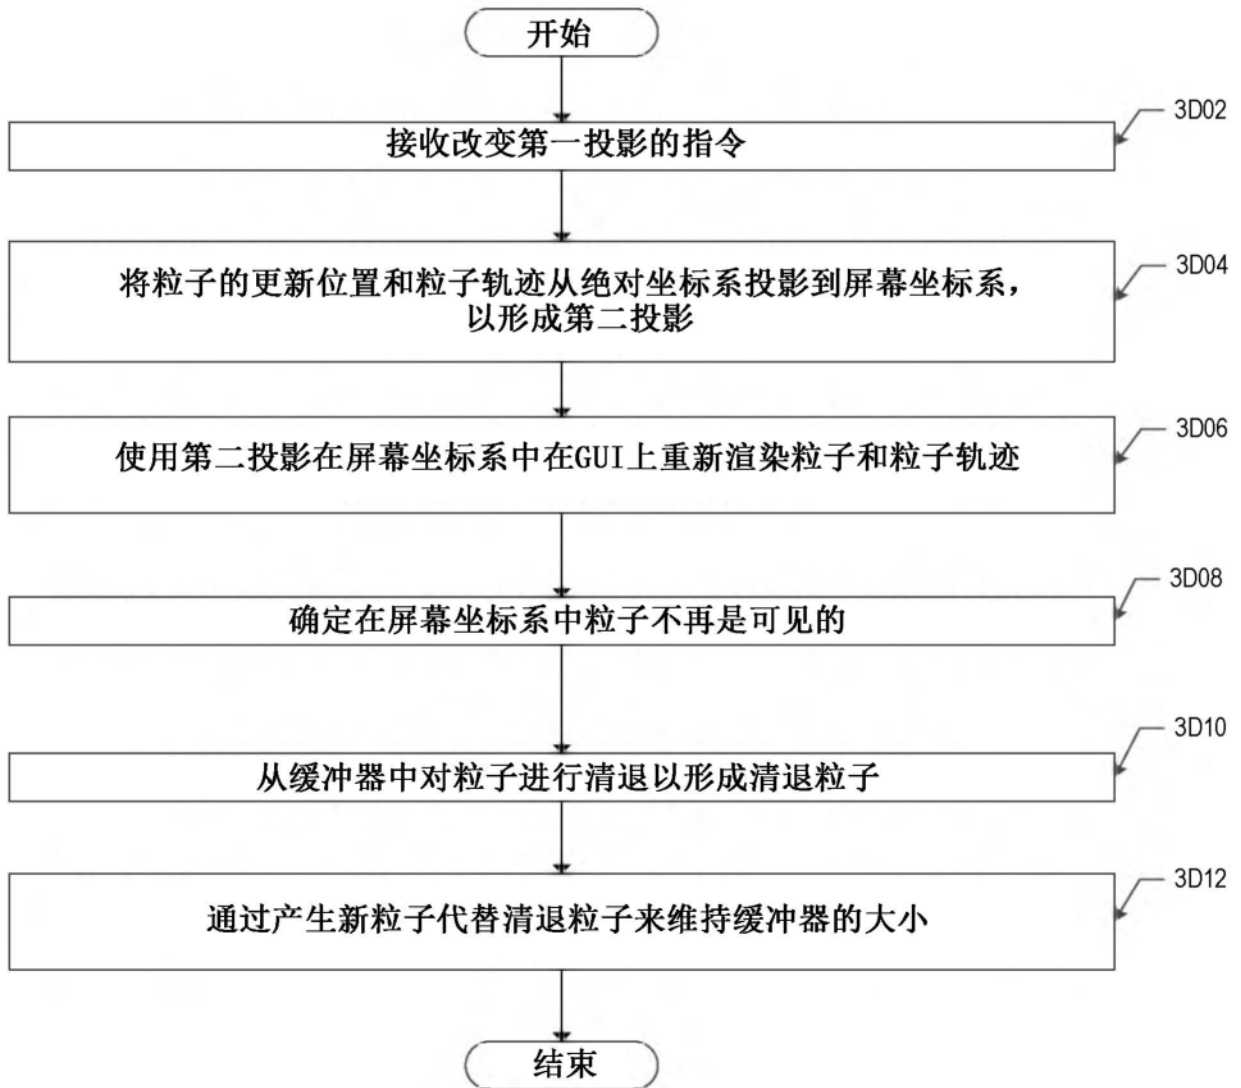 开始
3D02
接收改变第一投影的指令
3D04
将粒子的更新位置和粒子轨迹从绝对坐标系投影到屏幕坐标系，
以形成第二投影
3D06
使用第二投影在屏幕坐标系中在GUI上重新渲染粒子和粒子轨迹
3D08
确定在屏幕坐标系中粒子不再是可见的
3D10
从缓冲器中对粒子进行清退以形成清退粒子
3D12
通过产生新粒子代替清退粒子来维持缓冲器的大小
结束